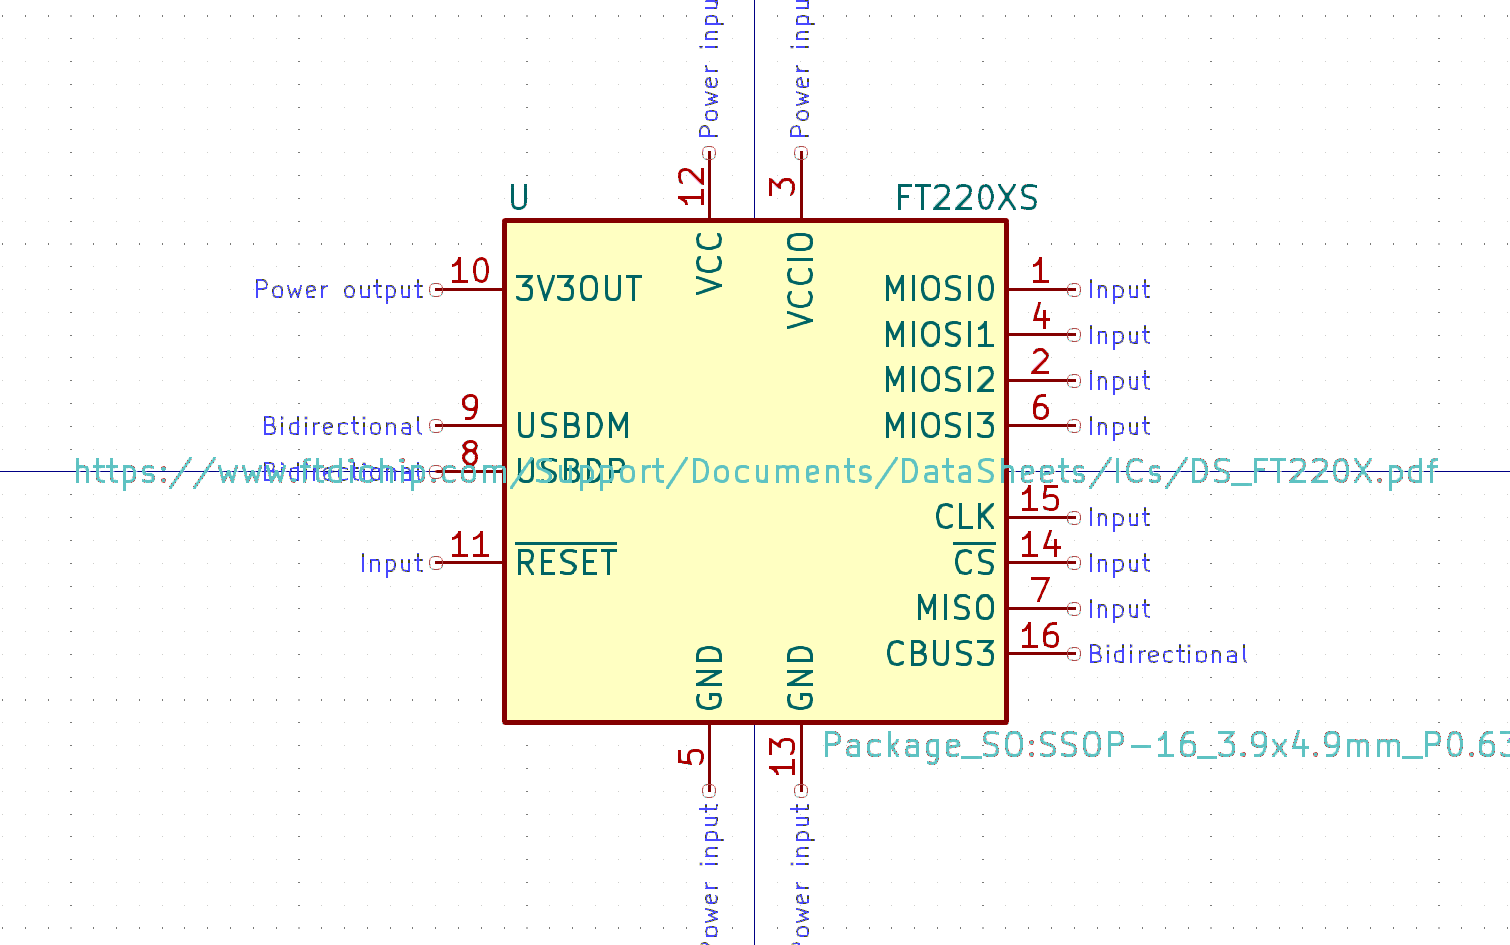 Power input
Power input
12
3
U
FT220XS
VCC
VCCIO
Power output
10
3V3OUT
MIOSI0
1
Input
MIOSI1
4
Input
MIOSI2
2
Input
Bidirectional
9
USBDM
MIOSI3
6
Input
Bidirectional
8
USBDP
https://www.ftdichip.com/Support/Documents/DataSheets/ICs/DS_FT220X.pdf
CLK
15
Input
Input
11
RESET
CS
14
Input
MISO
7
Input
CBUS3
16
Bidirectional
GND
GND
5
13
Package_SO:SSOP-16_3.9x4.9mm_P0.63
Power input
Power input